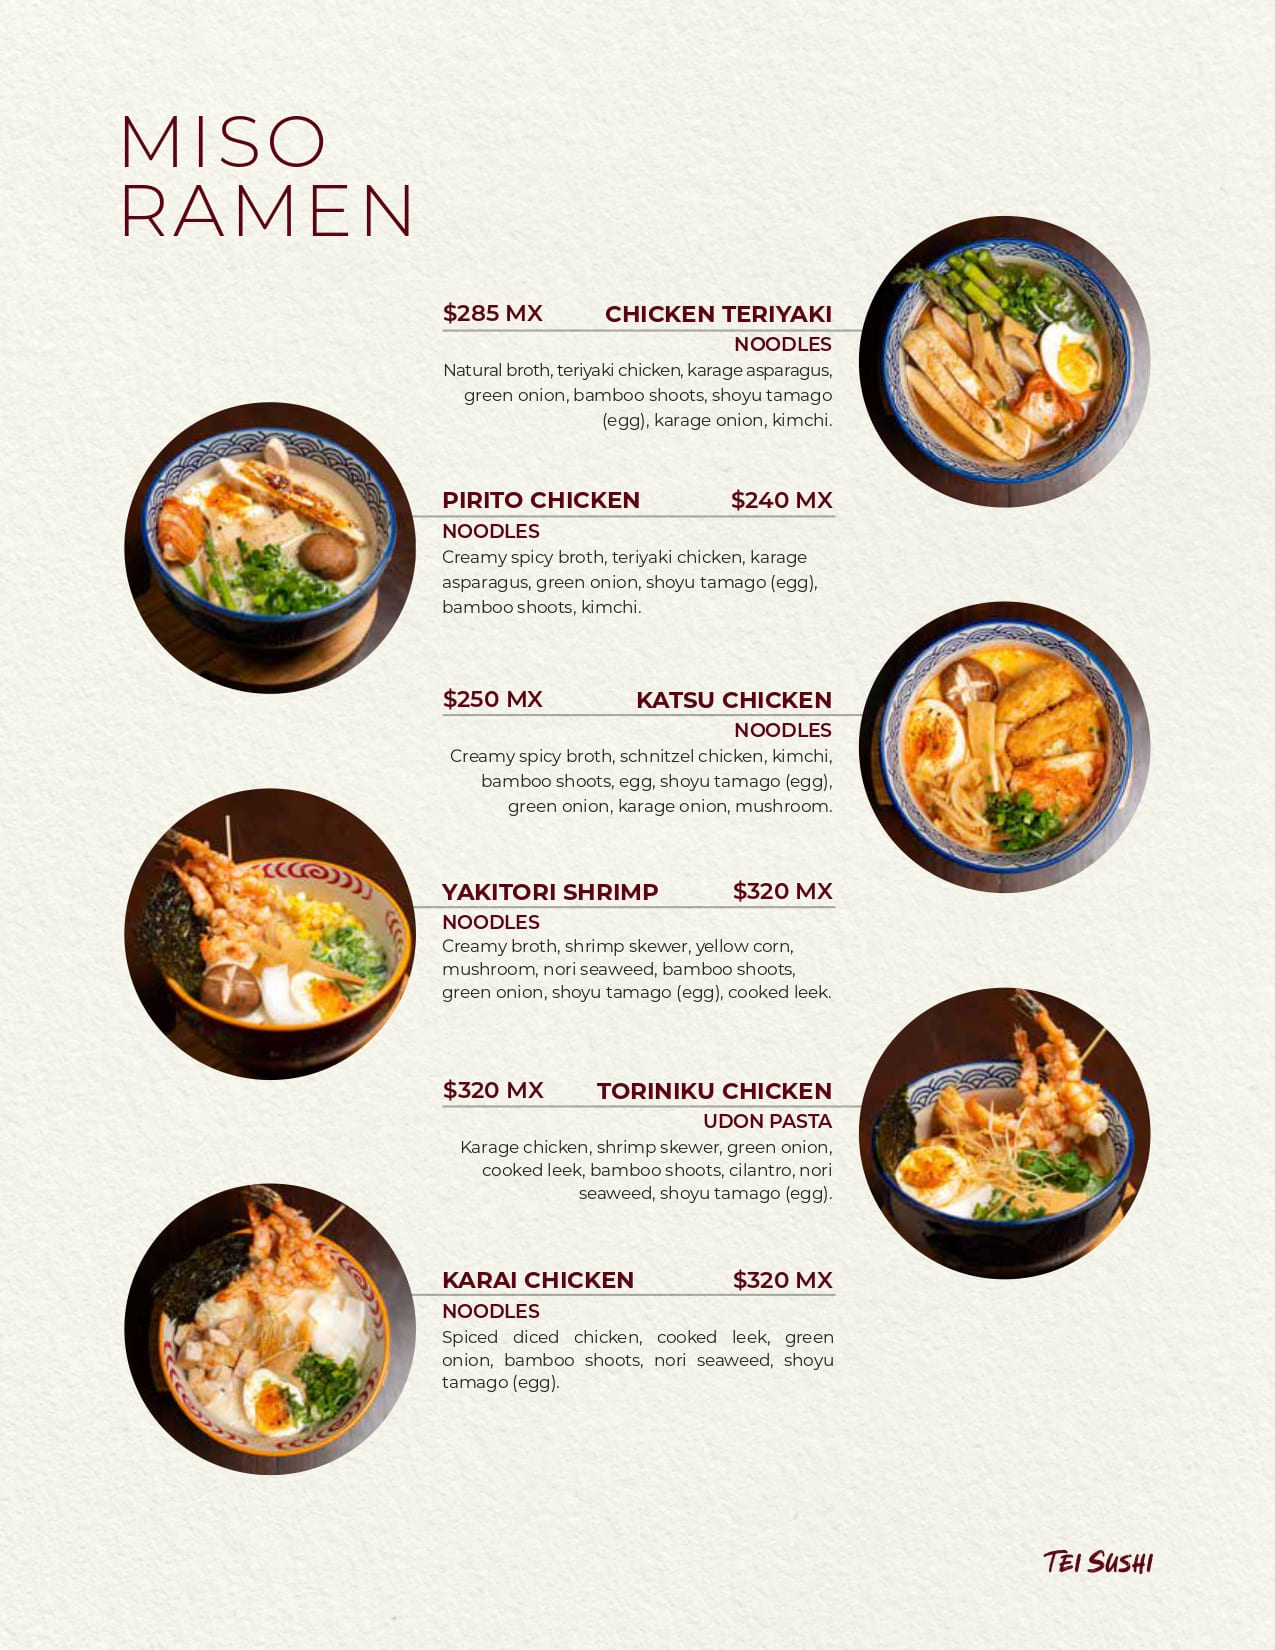 MISO
RAMEN
$285 MX CHICKEN TERIYAKI
NOODLES
Natural broth, teriyaki chicken, karage asparagus,
green onion, bamboo shoots, shoyu tamago
(egg), karage onion, kimchi.
PIRITO CHICKEN $240 MX
NOODLES
Creamy spicy broth, teriyaki chicken, karage
asparagus, green onion, shoyu tamago (egg),
bamboo shoots, kimchi.
$250 MX KATSU CHICKEN
NOODLES
Creamy spicy broth, schnitzel chicken, kimchi,
bamboo shoots, egg, shoyu tamago (egg),
green onion, karage onion, mushroom.
YAKITORI SHRIMP $320 MX
NOODLES
Creamy broth, shrimp skewer, yellow corn,
mushroom, nori seaweed, bamboo shoots,
green onion, shoyu tamago (egg), cooked leek.
$320 MX TORINIKU CHICKEN
UDON PASTA
Karage chicken, shrimp skewer, green onion,
cooked leek, bamboo shoots, cilantro, nori
seaweed, shoyu tamago (egg).
KARAI CHICKEN $320 MX
NOODLES
Spiced diced chicken, cooked leek, green
onion, bamboo shoots, nori seaweed, shoyu
tamago (egg).
TEI SUSHI